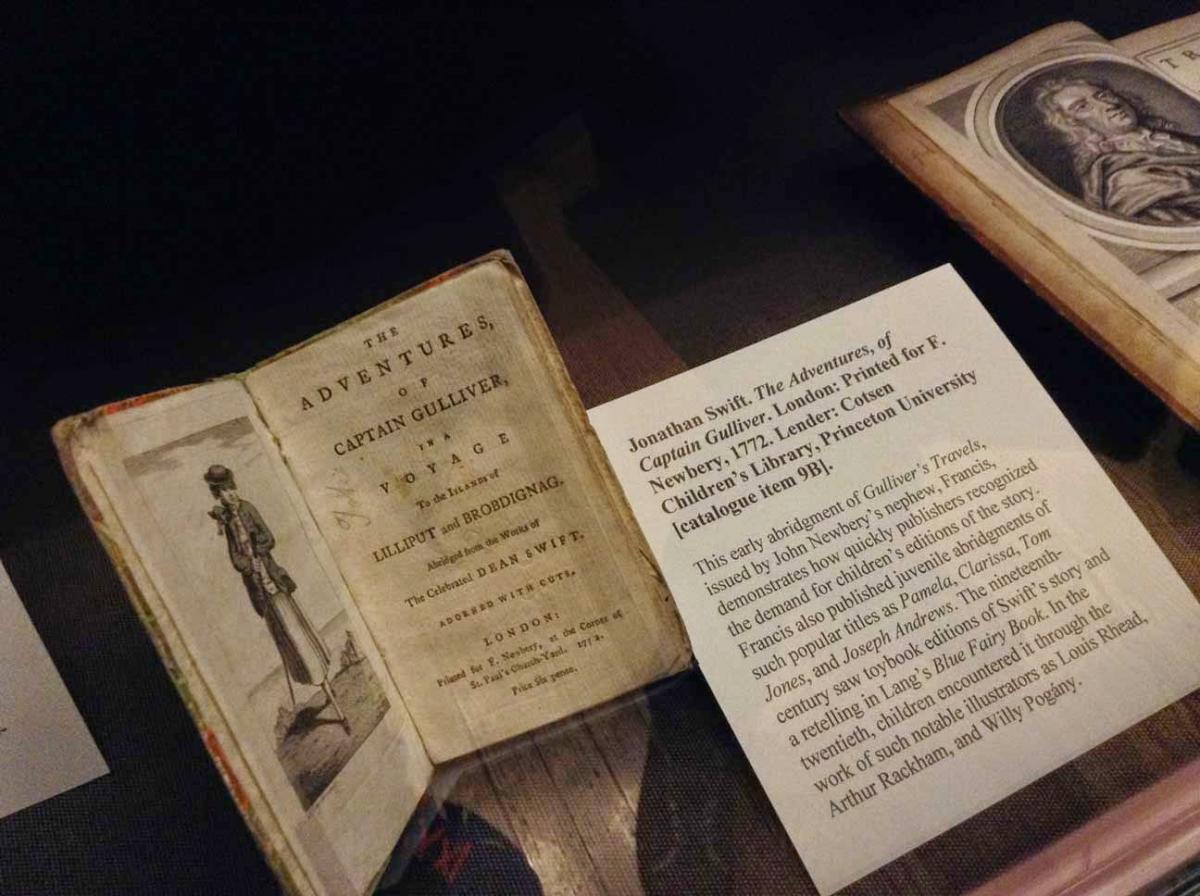 THE
ADVENTURES,
OF
CAPTAIN GULLIVER,
IN A
VOYAGE
To the ISLANDS of
LILLIPUT and BROBDIGNAG.
Abridged from the Works of
The Celebrated DEAN SWIFT.
ADORNED WITH CUTS.
LONDON:
Printed for F. Newbery, at the Corner of
St. Paul's Church-Yard. 1772.
Price Six pence.
Jonathan Swift. The Adventures, of
Captain Gulliver. London: Printed for F.
Newbery, 1772. Lender: Cotsen
Children's Library, Princeton University
[catalogue item 9B].
This early abridgment of Gulliver's Travels,
issued by John Newbery's nephew, Francis,
demonstrates how quickly publishers recognized
the demand for children's editions of the story.
Francis also published juvenile abridgments of
such popular titles as Pamela, Clarissa, Tom
Jones, and Joseph Andrews. The nineteenth-
century saw toybook editions of Swift's story and
a retelling in Lang's Blue Fairy Book. In the
twentieth, children encountered it through the
work of such notable illustrators as Louis Rhead,
Arthur Rackham, and Willy Pogány.